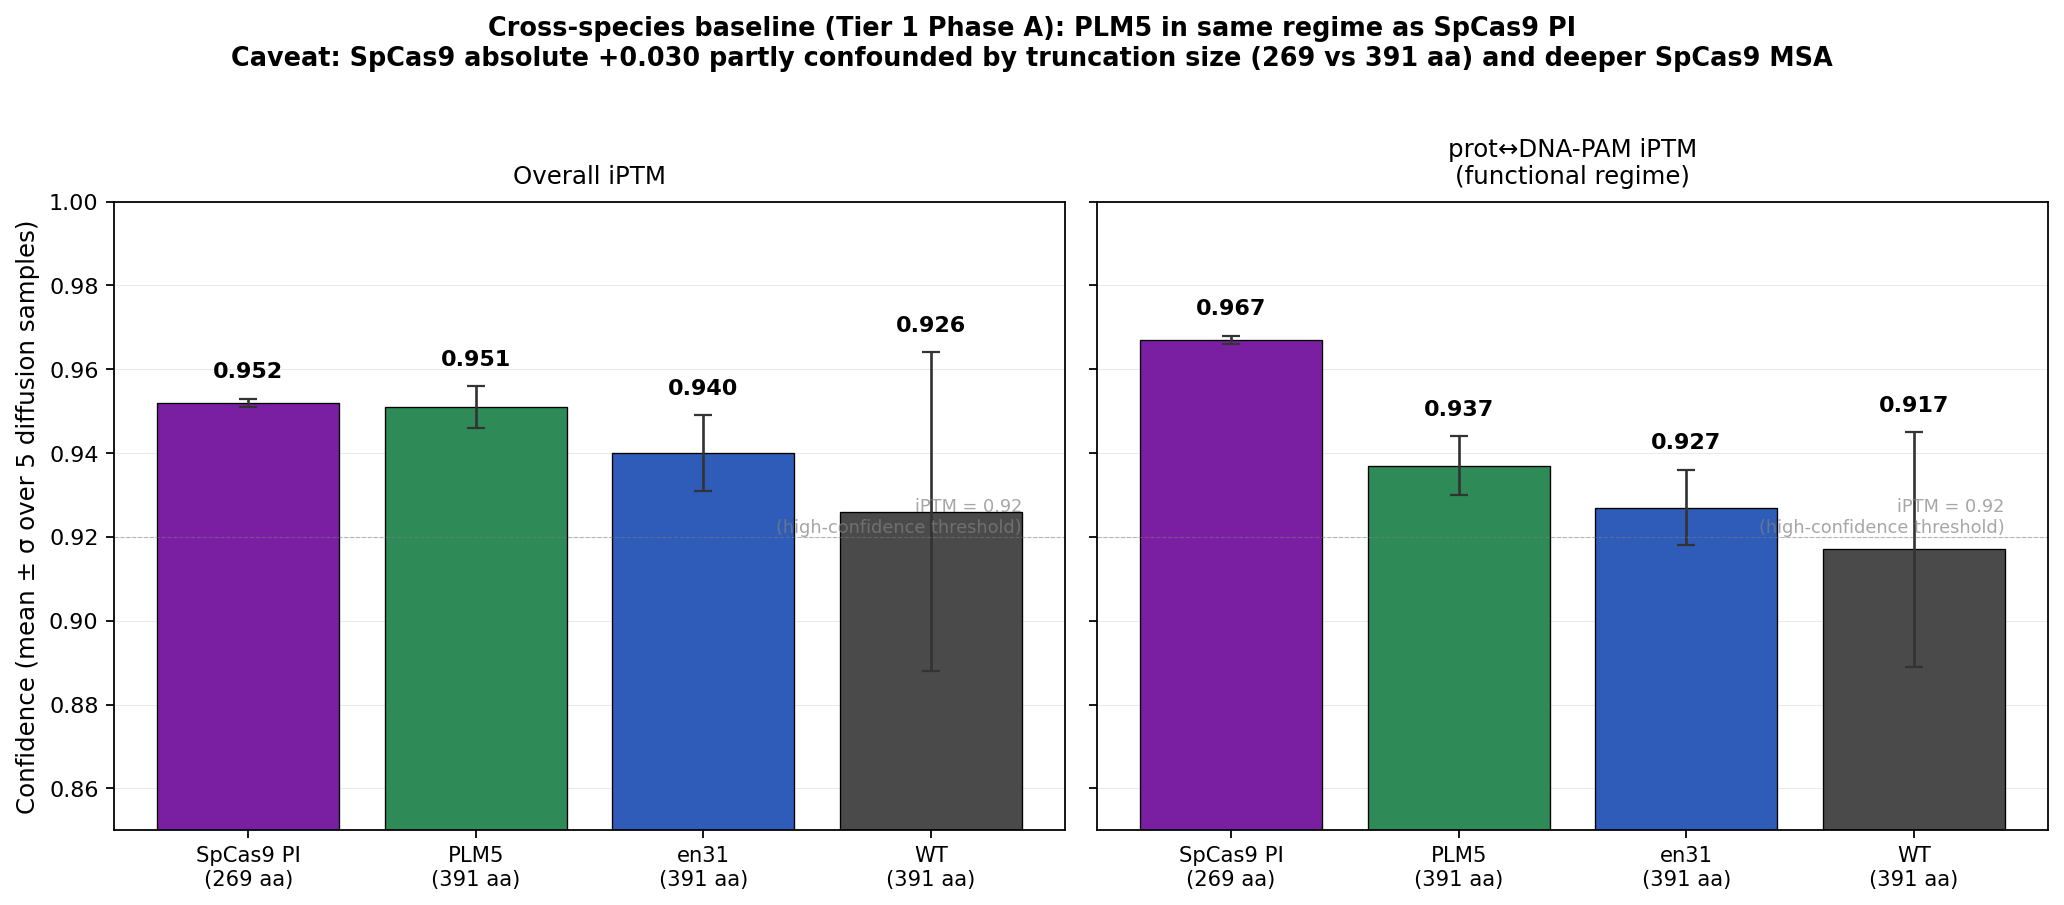 Cross-species baseline (Tier 1 Phase A): PLM5 in same regime as SpCas9 PI
Caveat: SpCas9 absolute +0.030 partly confounded by truncation size (269 vs 391 aa) and deeper SpCas9 MSA
Overall iPTM
Confidence (mean ± σ over 5 diffusion samples)
1.00
0.98
0.96
0.94
0.92
0.90
0.88
0.86
0.952
0.951
0.940
0.926
iPTM = 0.92
(high-confidence threshold)
SpCas9 PI
(269 aa)
PLM5
(391 aa)
en31
(391 aa)
WT
(391 aa)
prot↔DNA-PAM iPTM
(functional regime)
0.967
0.937
0.927
0.917
iPTM = 0.92
(high-confidence threshold)
SpCas9 PI
(269 aa)
PLM5
(391 aa)
en31
(391 aa)
WT
(391 aa)